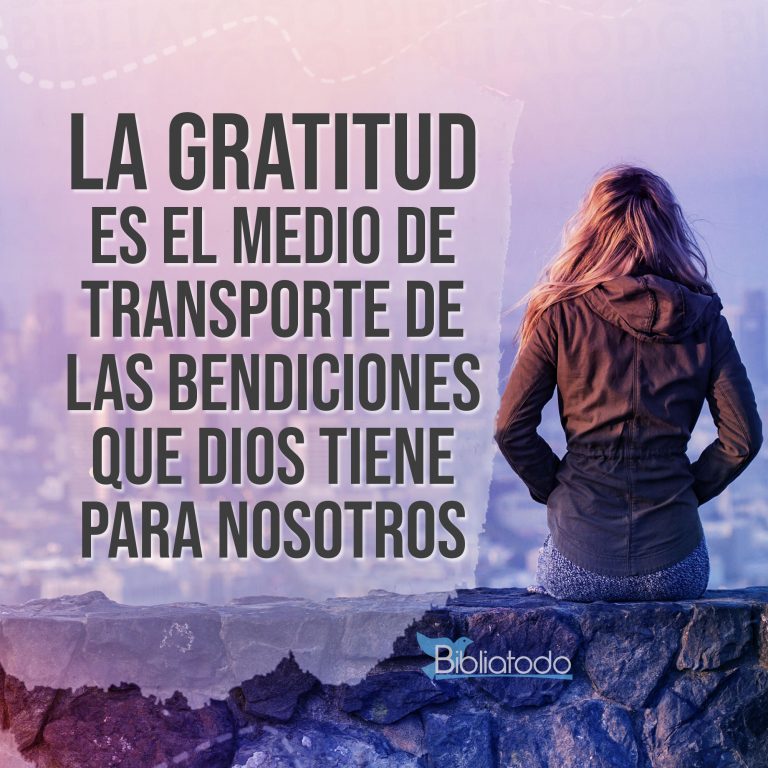 LA GRATITUD
ES EL MEDIO DE
TRANSPORTE DE
LAS BENDICIONES
QUE DIOS TIENE
PARA NOSOTROS
Bibliatodo